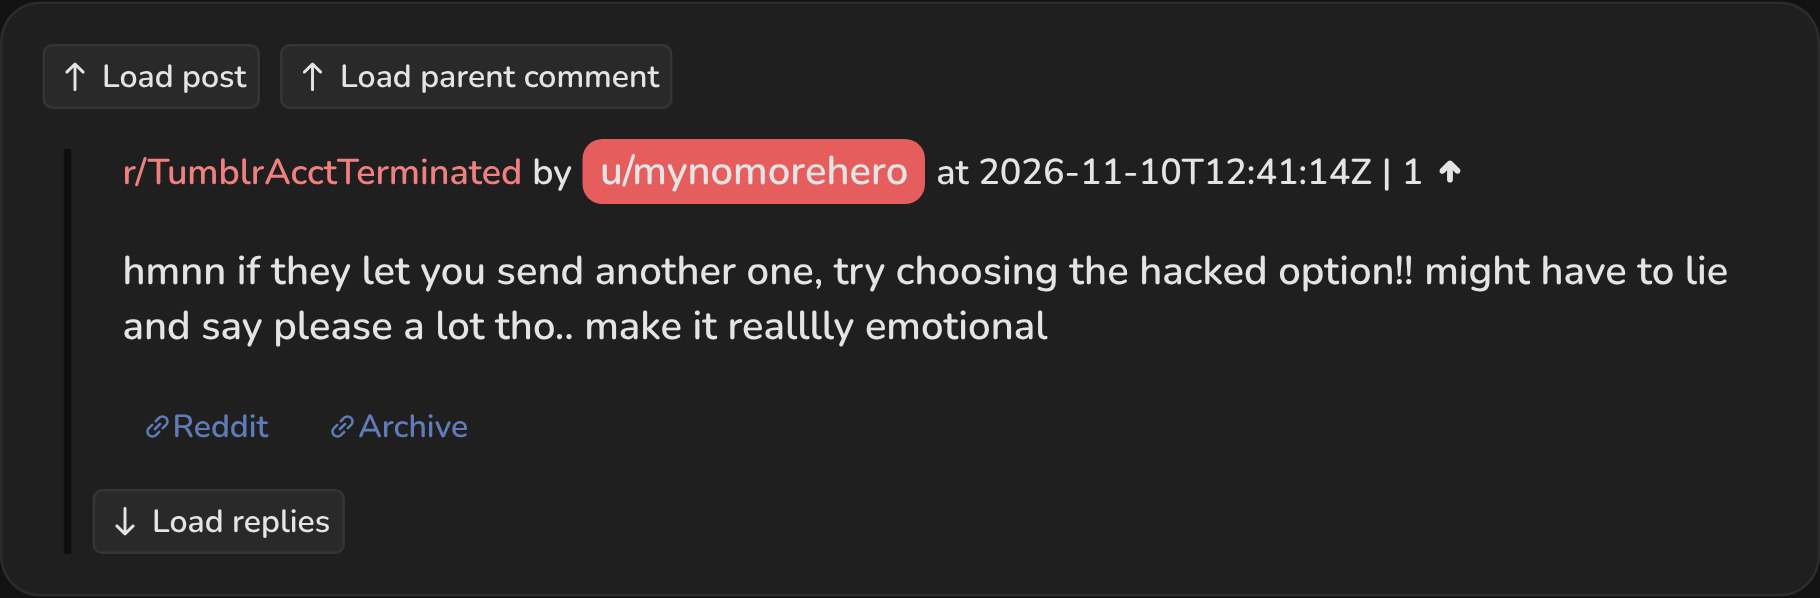 ↑ Load post ↑ Load parent comment
r/TumblrAcctTerminated by u/mynomorehero at 2026-11-10T12:41:14Z | 1 ↑
hmnn if they let you send another one, try choosing the hacked option!! might have to lie
and say please a lot tho.. make it reallllly emotional
Reddit Archive
↓ Load replies